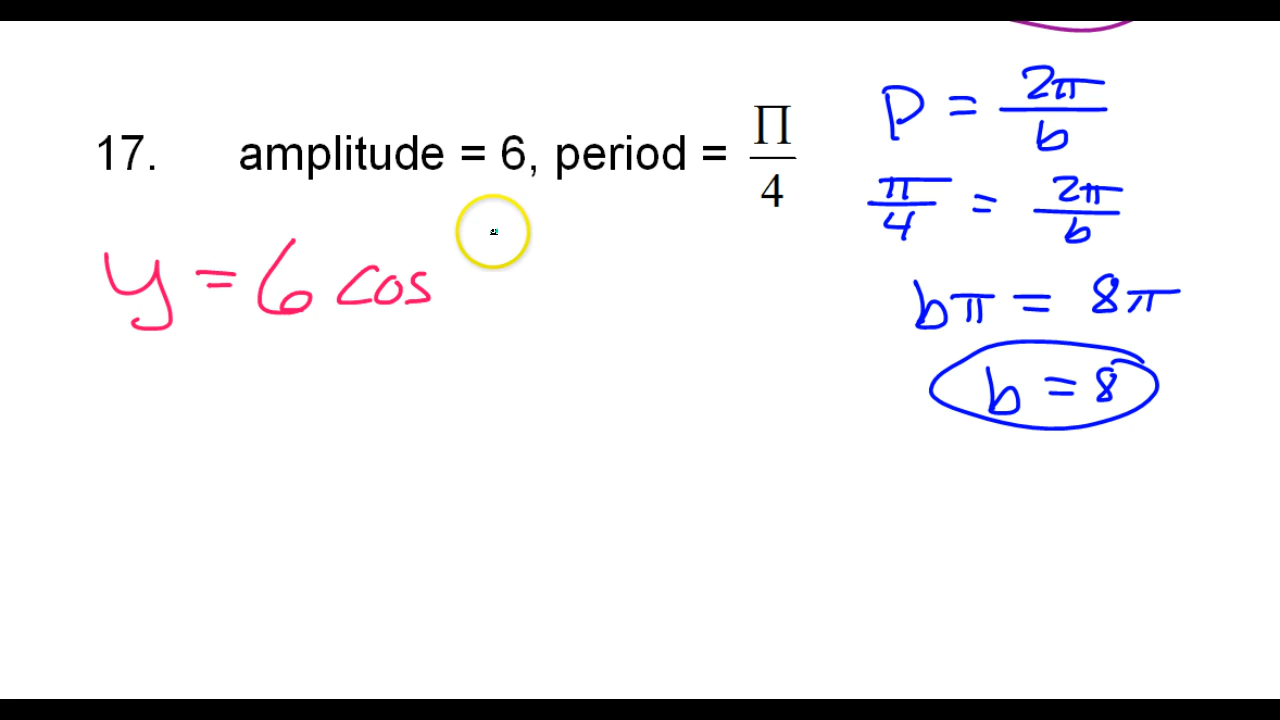 17. amplitude = 6, period = Π/4
y = 6 cos
P = 2π/b
π/4 = 2π/b
bπ = 8π
b = 8